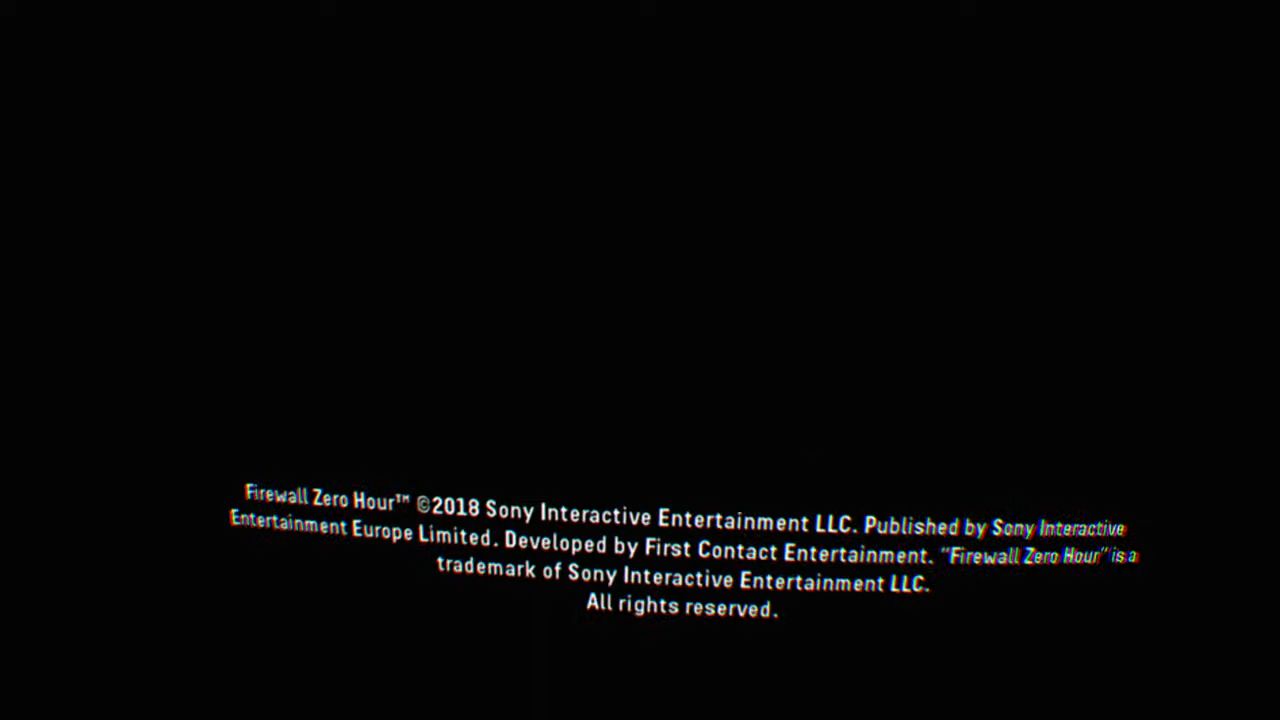 Firewall Zero Hour™ ©2018 Sony Interactive Entertainment LLC. Published by Sony Interactive
Entertainment Europe Limited. Developed by First Contact Entertainment. “Firewall Zero Hour” is a
trademark of Sony Interactive Entertainment LLC.
All rights reserved.